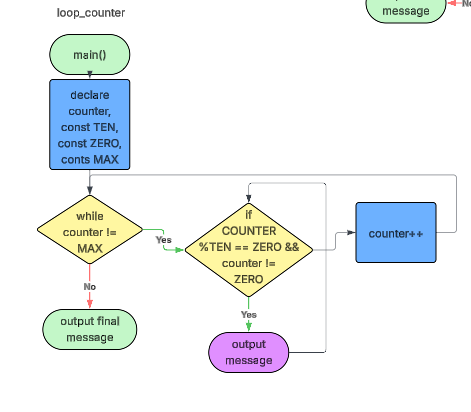 message
No
loop_counter
main()
declare
counter,
const TEN,
const ZERO,
conts MAX
while
counter !=
MAX
Yes
if
COUNTER
%TEN == ZERO &&
counter !=
ZERO
counter++
No
Yes
output final
message
output
message